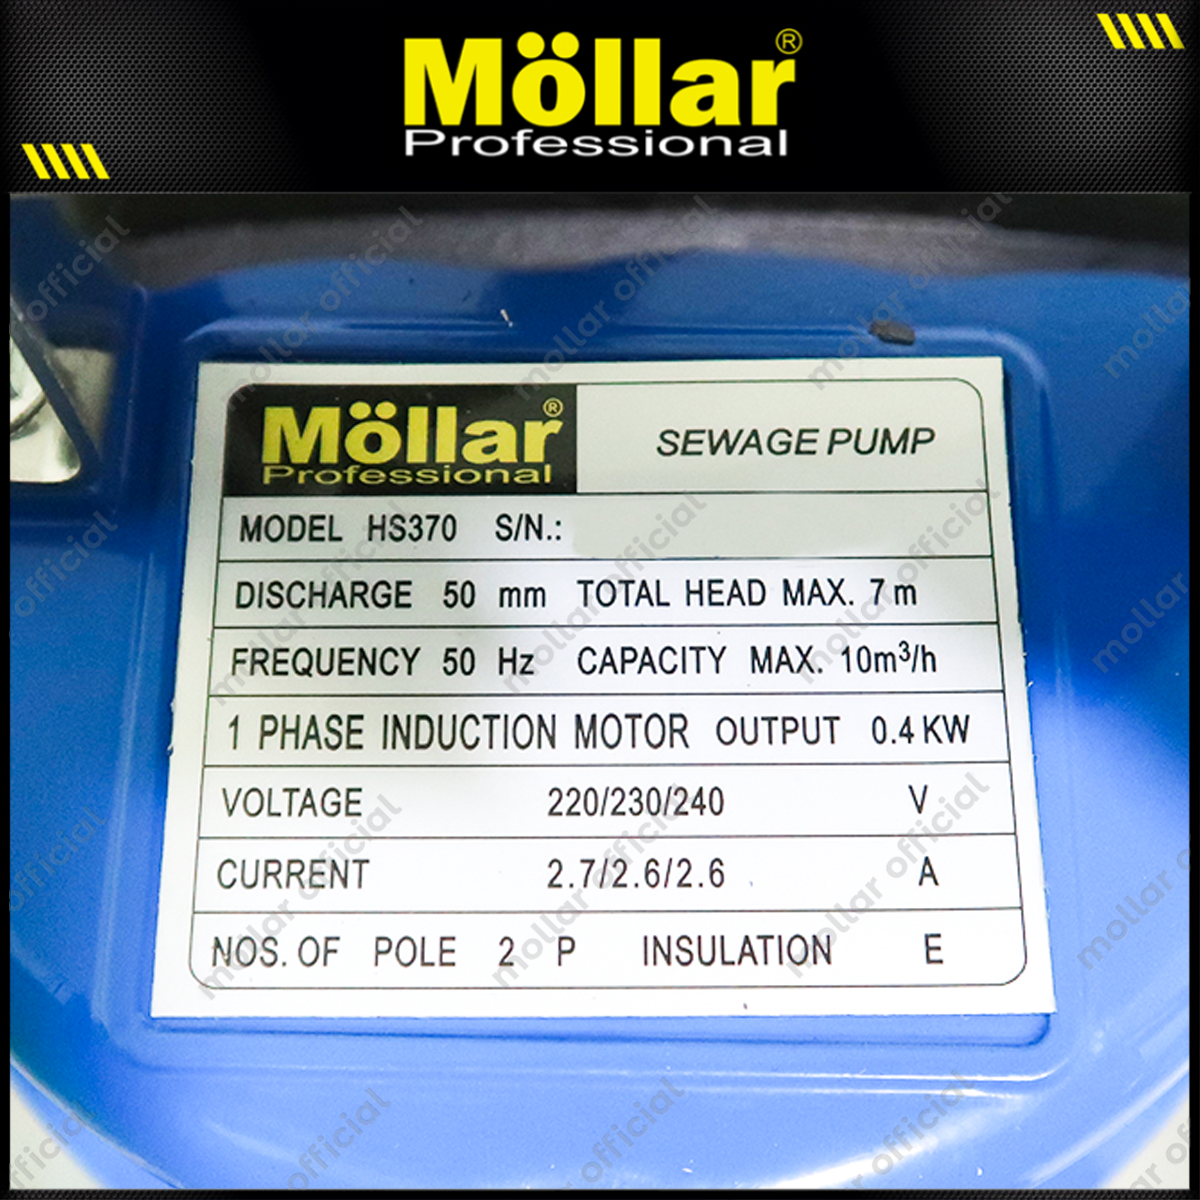 Möllar®
Professional
Möllar®
Professional
SEWAGE PUMP
MODEL HS370 S/N.:
DISCHARGE 50 mm TOTAL HEAD MAX. 7 m
FREQUENCY 50 Hz CAPACITY MAX. 10m³/h
1 PHASE INDUCTION MOTOR OUTPUT 0.4 KW
VOLTAGE 220/230/240 V
CURRENT 2.7/2.6/2.6 A
NOS. OF POLE 2 P INSULATION E
mollar official